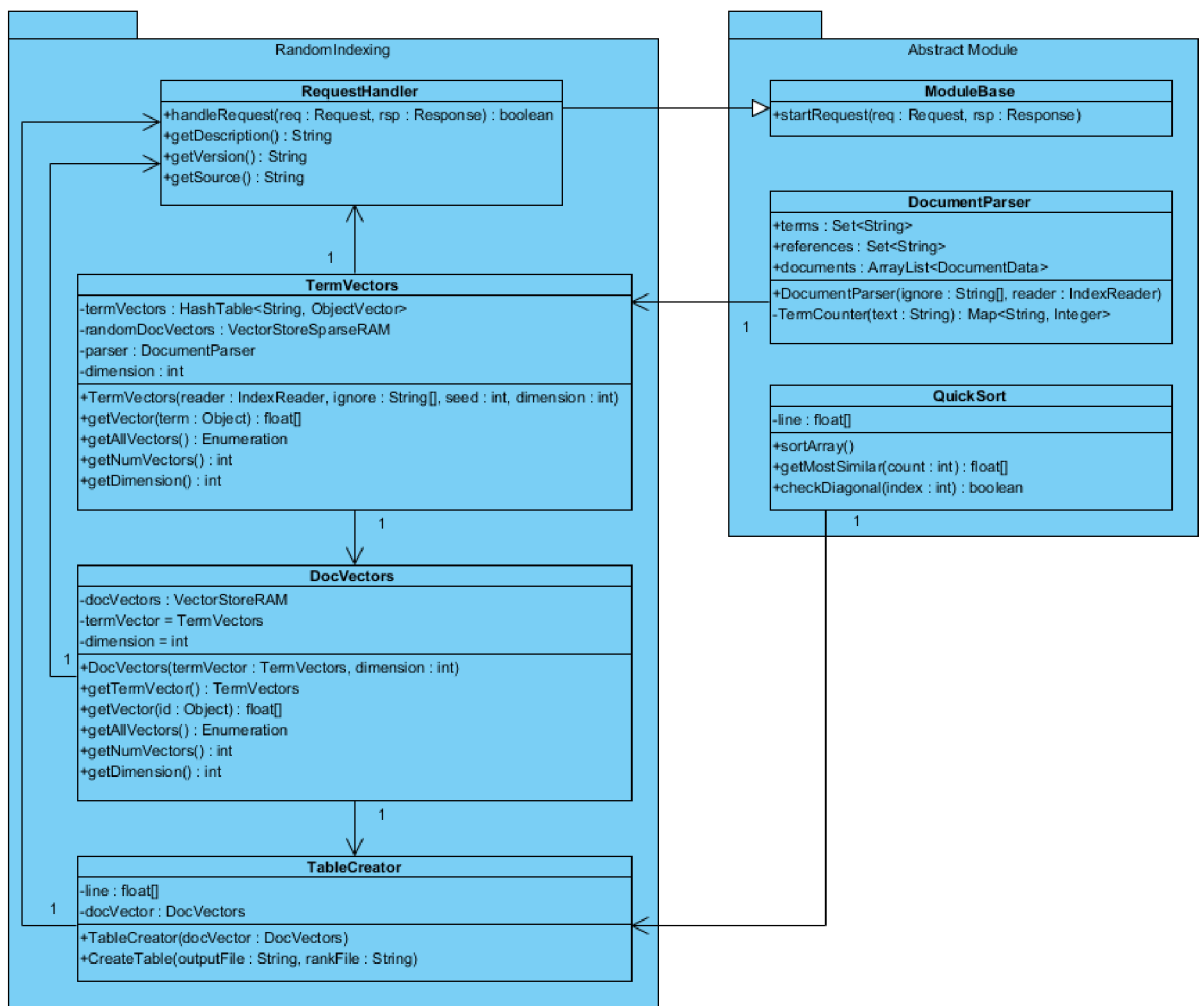 RandomIndexing
RequestHandler
+handleRequest(req : Request, rsp : Response) : boolean
+getDescription() : String
+getVersion() : String
+getSource() : String
1
TermVectors
-termVectors : HashTable<String, ObjectVector>
-randomDocVectors : VectorStoreSparseRAM
-parser : DocumentParser
-dimension : int
+TermVectors(reader : IndexReader, ignore : String[], seed : int, dimension : int)
+getVector(term : Object) : float[]
+getAllVectors() : Enumeration
+getNumVectors() : int
+getDimension() : int
1
DocVectors
-docVectors : VectorStoreRAM
-termVector = TermVectors
-dimension = int
1
+DocVectors(termVector : TermVectors, dimension : int)
+getTermVector() : TermVectors
+getVector(id : Object) : float[]
+getAllVectors() : Enumeration
+getNumVectors() : int
+getDimension() : int
1
TableCreator
-line : float[]
-docVector : DocVectors
1
+TableCreator(docVector : DocVectors)
+CreateTable(outputFile : String, rankFile : String)
Abstract Module
ModuleBase
+startRequest(req : Request, rsp : Response)
DocumentParser
+terms : Set<String>
+references : Set<String>
+documents : ArrayList<DocumentData>
+DocumentParser(ignore : String[], reader : IndexReader)
-TermCounter(text : String) : Map<String, Integer>
1
QuickSort
-line : float[]
+sortArray()
+getMostSimilar(count : int) : float[]
+checkDiagonal(index : int) : boolean
1